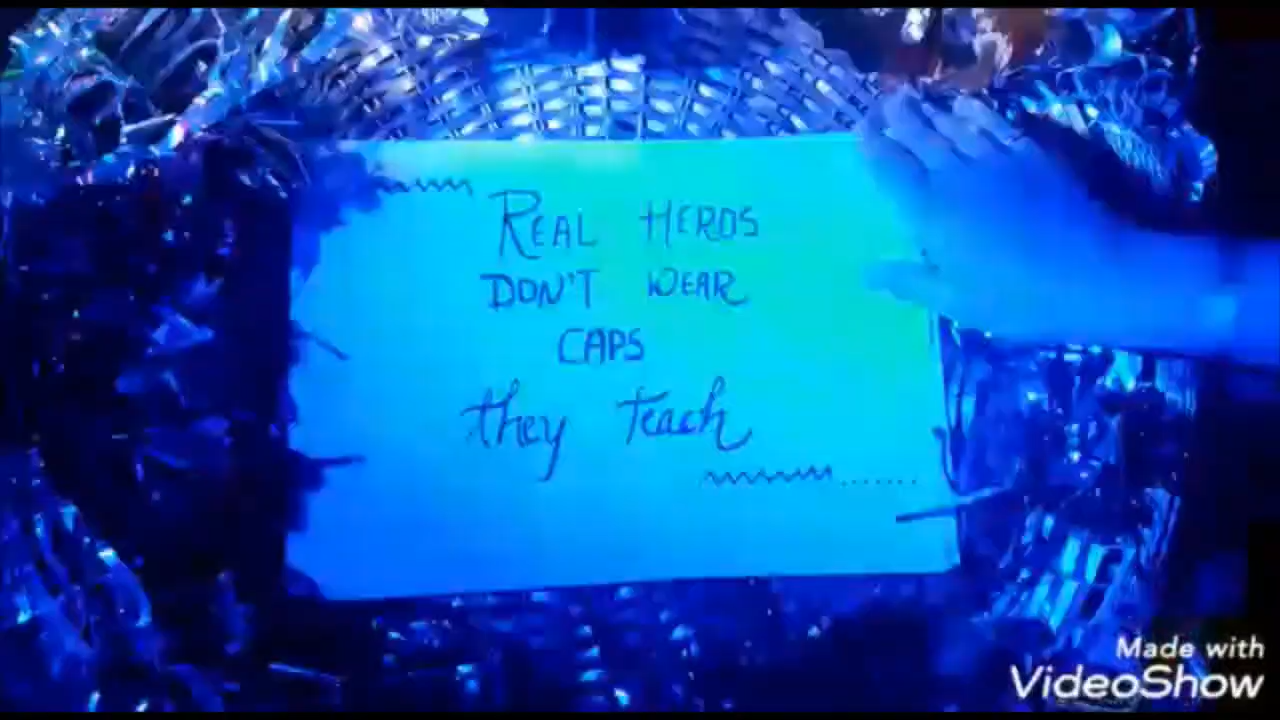 REAL HEROS
DON'T WEAR
CAPS
they teach
Made with
VideoShow